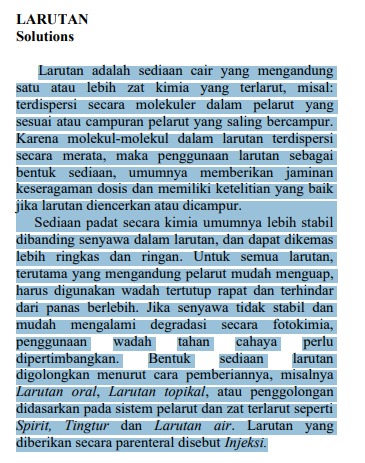 LARUTAN
Solutions
Larutan adalah sediaan cair yang mengandung
satu atau lebih zat kimia yang terlarut, misal:
terdispersi secara molekuler dalam pelarut yang
sesuai atau campuran pelarut yang saling bercampur.
Karena molekul-molekul dalam larutan terdispersi
secara merata, maka penggunaan larutan sebagai
bentuk sediaan, umumnya memberikan jaminan
keseragaman dosis dan memiliki ketelitian yang baik
jika larutan diencerkan atau dicampur.
Sediaan padat secara kimia umumnya lebih stabil
dibanding senyawa dalam larutan, dan dapat dikemas
lebih ringkas dan ringan. Untuk semua larutan,
terutama yang mengandung pelarut mudah menguap,
harus digunakan wadah tertutup rapat dan terhindar
dari panas berlebih. Jika senyawa tidak stabil dan
mudah mengalami degradasi secara fotokimia,
penggunaan wadah tahan cahaya perlu
dipertimbangkan. Bentuk sediaan larutan
digolongkan menurut cara pemberiannya, misalnya
Larutan oral, Larutan topikal, atau penggolongan
didasarkan pada sistem pelarut dan zat terlarut seperti
Spirit, Tingtur dan Larutan air. Larutan yang
diberikan secara parenteral disebut Injeksi.